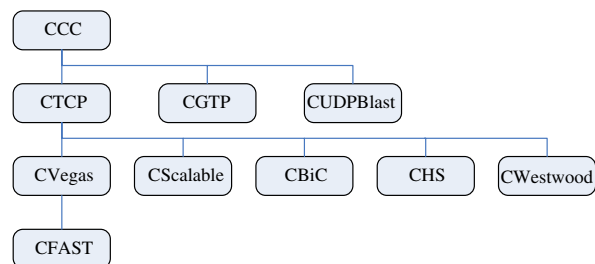 CCC
CTCP
CGTP
CUDPBlast
CVegas
CScalable
CBiC
CHS
CWestwood
CFAST